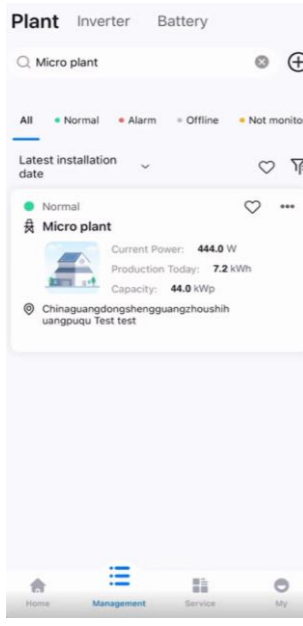 Plant Inverter Battery
Micro plant
All Normal Alarm Offline Not monito
Latest installation
date
Normal
Micro plant
Current Power: 444.0 W
Production Today: 7.2 kWh
Capacity: 44.0 kWp
Chinaguangdongshengguangzhoushih
uangpuqu Test test
Home Management Service My